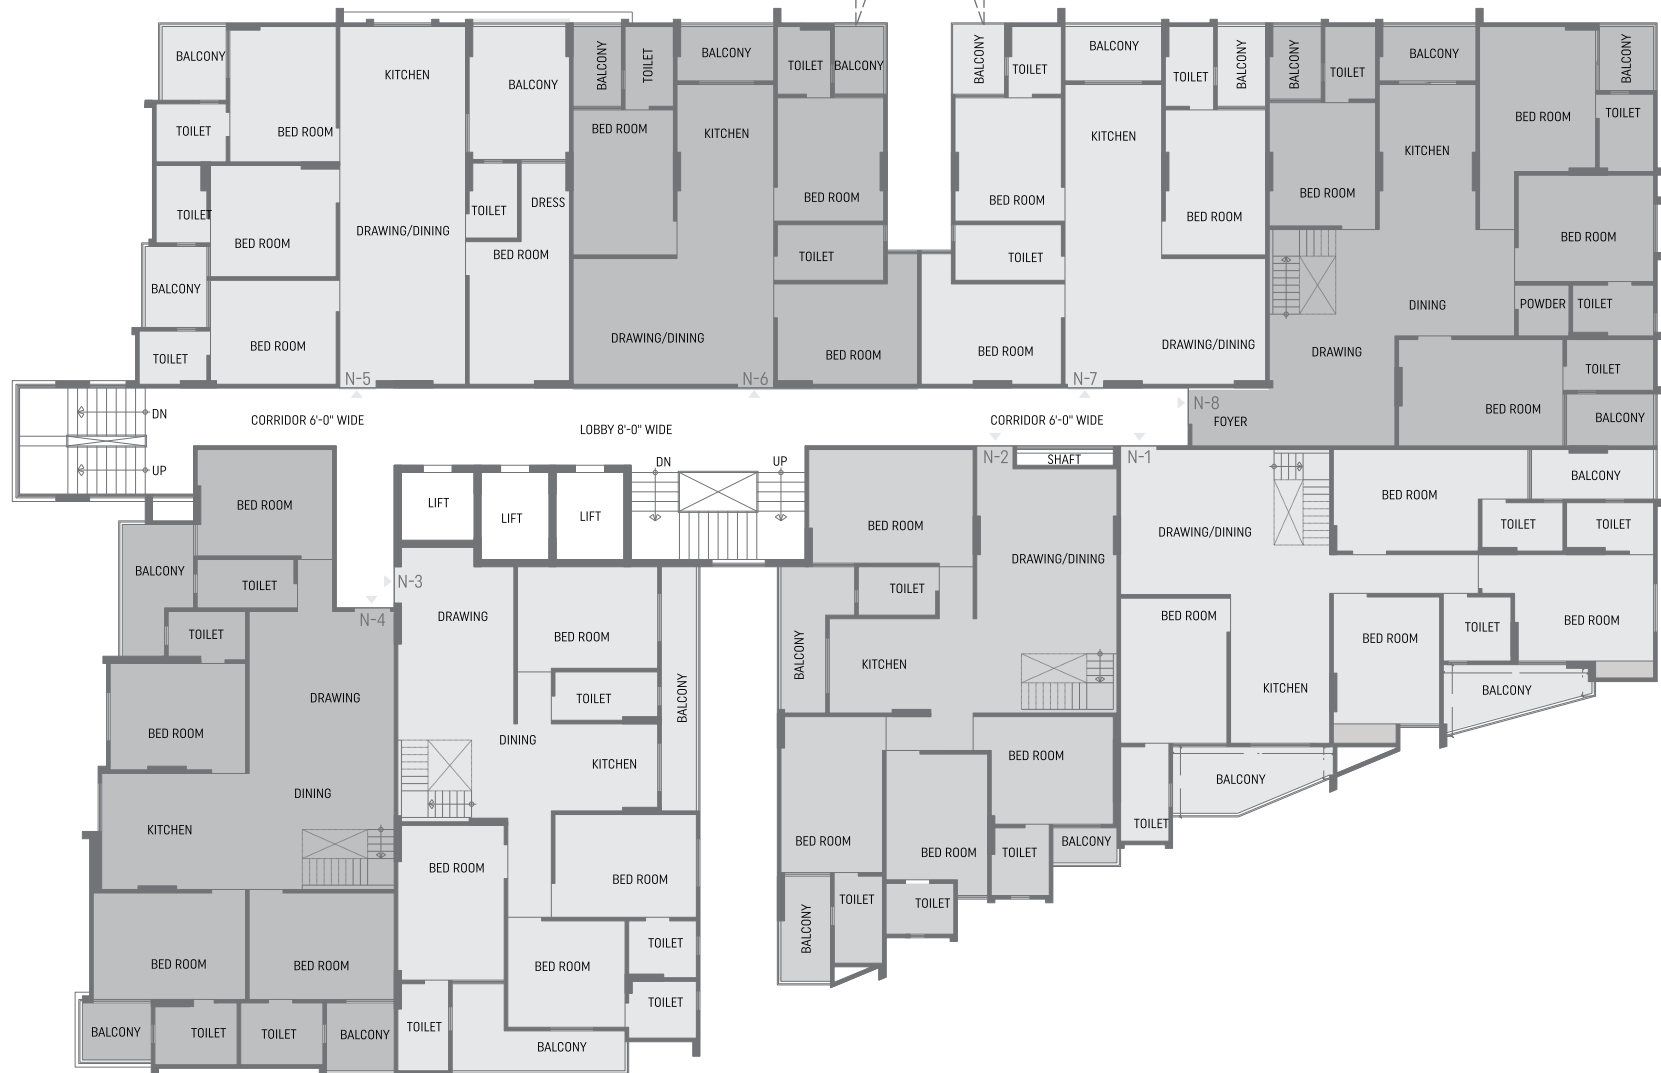 BALCONY
KITCHEN
BALCONY
BALCONY
TOILET
BALCONY
TOILET
BALCONY
BALCONY
TOILET
BALCONY
TOILET
BALCONY
BALCONY
TOILET
BALCONY
BALCONY
TOILET
BED ROOM
BED ROOM
KITCHEN
KITCHEN
KITCHEN
BED ROOM
TOILET
TOILET
BED ROOM
DRAWING/DINING
TOILET
DRESS
BED ROOM
BED ROOM
BED ROOM
BED ROOM
BED ROOM
BED ROOM
TOILET
TOILET
BALCONY
DINING
POWDER
TOILET
TOILET
BED ROOM
DRAWING/DINING
BED ROOM
BED ROOM
DRAWING/DINING
DRAWING
TOILET
N-5
N-6
N-7
N-8
BED ROOM
BALCONY
FOYER
DN
UP
CORRIDOR 6'-0" WIDE
LOBBY 8'-0" WIDE
CORRIDOR 6'-0" WIDE
N-2
SHAFT
N-1
DN
UP
LIFT
LIFT
LIFT
BED ROOM
BED ROOM
BED ROOM
BALCONY
DRAWING/DINING
DRAWING/DINING
TOILET
TOILET
BALCONY
TOILET
N-3
TOILET
N-4
DRAWING
TOILET
BED ROOM
BALCONY
KITCHEN
BED ROOM
BED ROOM
TOILET
BED ROOM
DRAWING
TOILET
BALCONY
KITCHEN
BALCONY
BED ROOM
DINING
KITCHEN
BED ROOM
BALCONY
DINING
KITCHEN
TOILET
BED ROOM
BED ROOM
TOILET
BALCONY
BED ROOM
BED ROOM
TOILET
TOILET
BALCONY
BED ROOM
BED ROOM
BED ROOM
TOILET
TOILET
BALCONY
TOILET
TOILET
BALCONY
TOILET
BALCONY